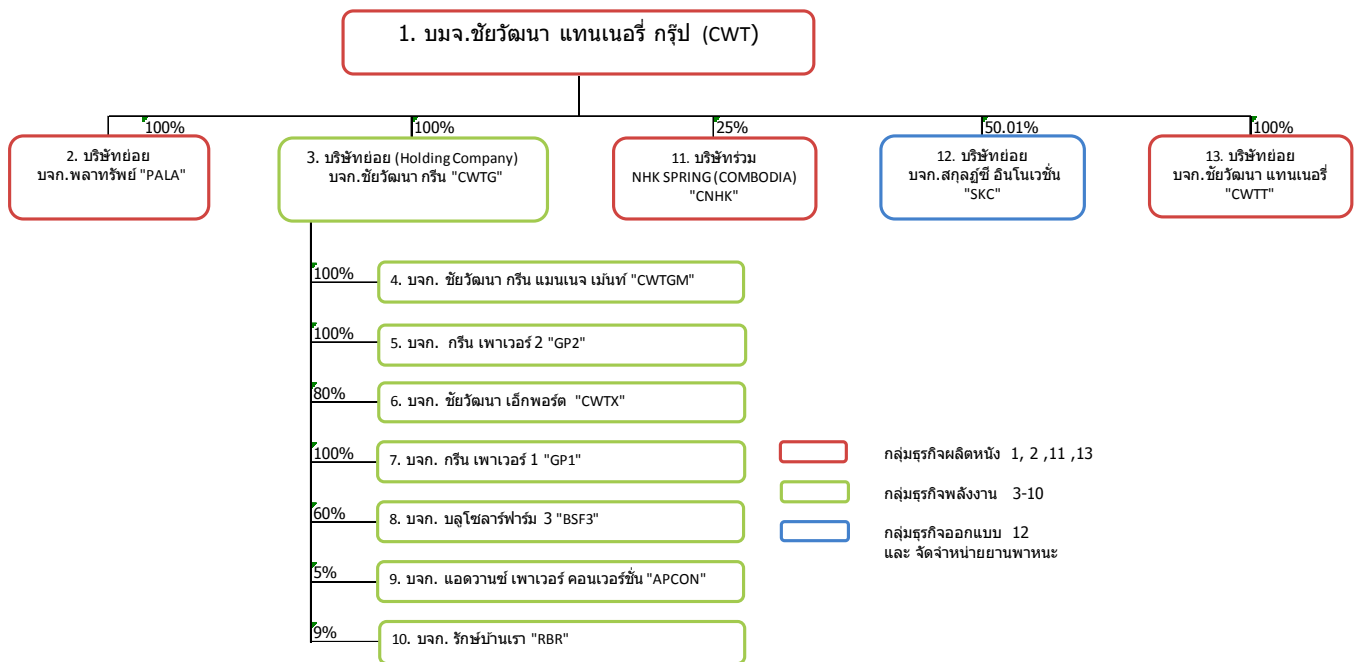 1. บมจ.ชัยวัฒนา แทนเนอรี่ กรุ๊ป (CWT)
100%
100%
25%
50.01%
100%
2. บริษัทย่อย
บจก.พลาทรัพย์ "PALA"
3. บริษัทย่อย (Holding Company)
บจก.ชัยวัฒนา กรีน "CWTG"
11. บริษัทร่วม
NHK SPRING (COMBODIA)
"CNHK"
12. บริษัทย่อย
บจก.สกุลฏ์ซี อินโนเวชั่น
"SKC"
13. บริษัทย่อย
บจก.ชัยวัฒนา แทนเนอรี่
"CWTT"
100%
4. บจก. ชัยวัฒนา กรีน แมนเนจ เม้นท์ "CWTGM"
100%
5. บจก. กรีน เพาเวอร์ 2 "GP2"
80%
6. บจก. ชัยวัฒนา เอ็กพอร์ต "CWTX"
100%
7. บจก. กรีน เพาเวอร์ 1 "GP1"
60%
8. บจก. บลูโซลาร์ฟาร์ม 3 "BSF3"
5%
9. บจก. แอดวานซ์ เพาเวอร์ คอนเวอร์ชั่น "APCON"
9%
10. บจก. รักษ์บ้านเรา "RBR"
กลุ่มธุรกิจผลิตหนัง 1, 2 ,11 ,13
กลุ่มธุรกิจพลังงาน 3-10
กลุ่มธุรกิจออกแบบ 12
และ จัดจำหน่ายยานพาหนะ